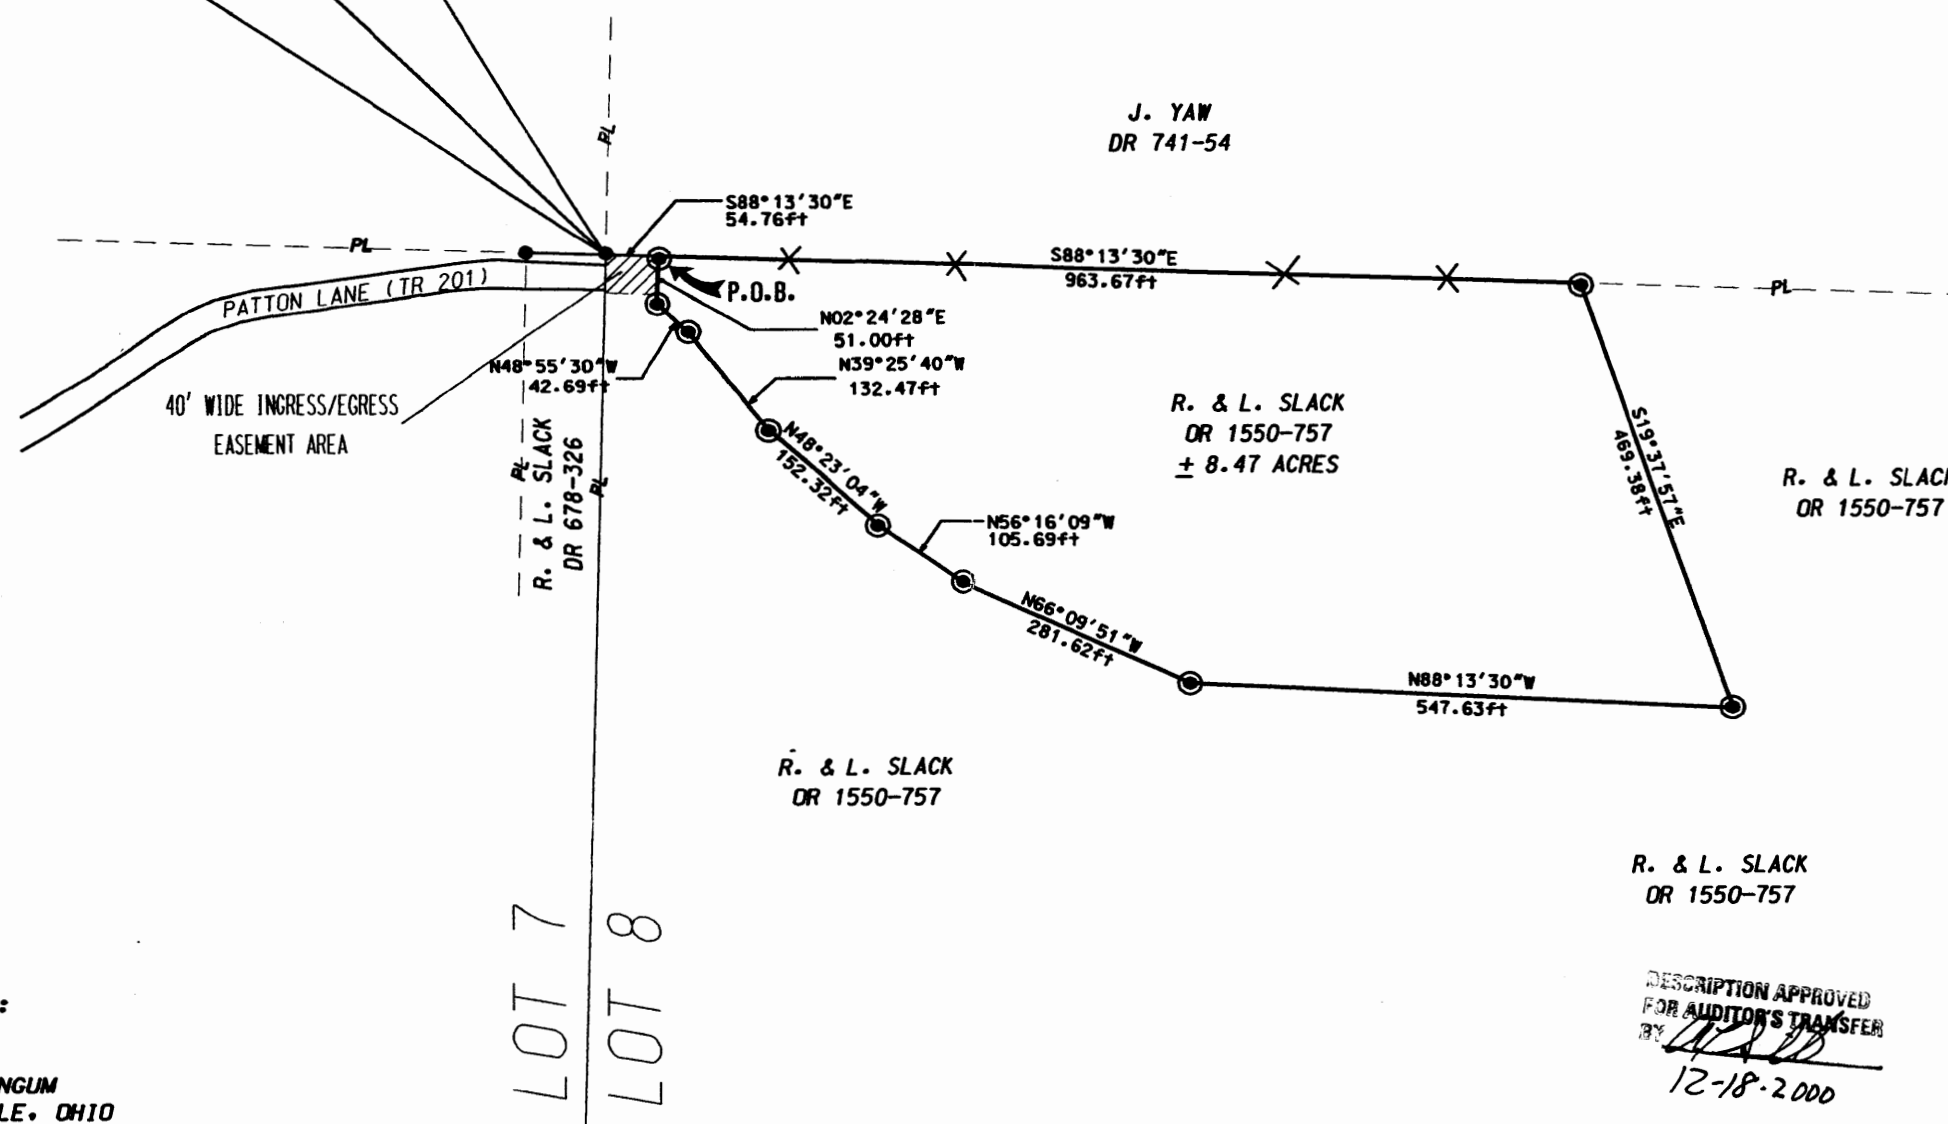 J. YAW
DR 741-54
PL
S88°13'30"E
54.76ft
PL
S88°13'30"E
963.67ft
PL
PATTON LANE (TR 201)
P.O.B.
N02°24'28"E
51.00ft
N48°55'30"W
42.69ft
N39°25'40"W
132.47ft
40' WIDE INGRESS/EGRESS
EASEMENT AREA
PL
R. & L. SLACK
DR 678-326
PL
N48°23'04"W
152.32ft
R. & L. SLACK
OR 1550-757
± 8.47 ACRES
S19°37'57"E
469.38ft
R. & L. SLACK
OR 1550-757
N56°16'09"W
105.69ft
N66°09'51"W
281.62ft
N88°13'30"W
547.63ft
R. & L. SLACK
OR 1550-757
R. & L. SLACK
OR 1550-757
LOT 7
LOT 8
DESCRIPTION APPROVED
FOR AUDITOR'S TRANSFER
BY
12-18-2000
:
NGUM
LE, OHIO